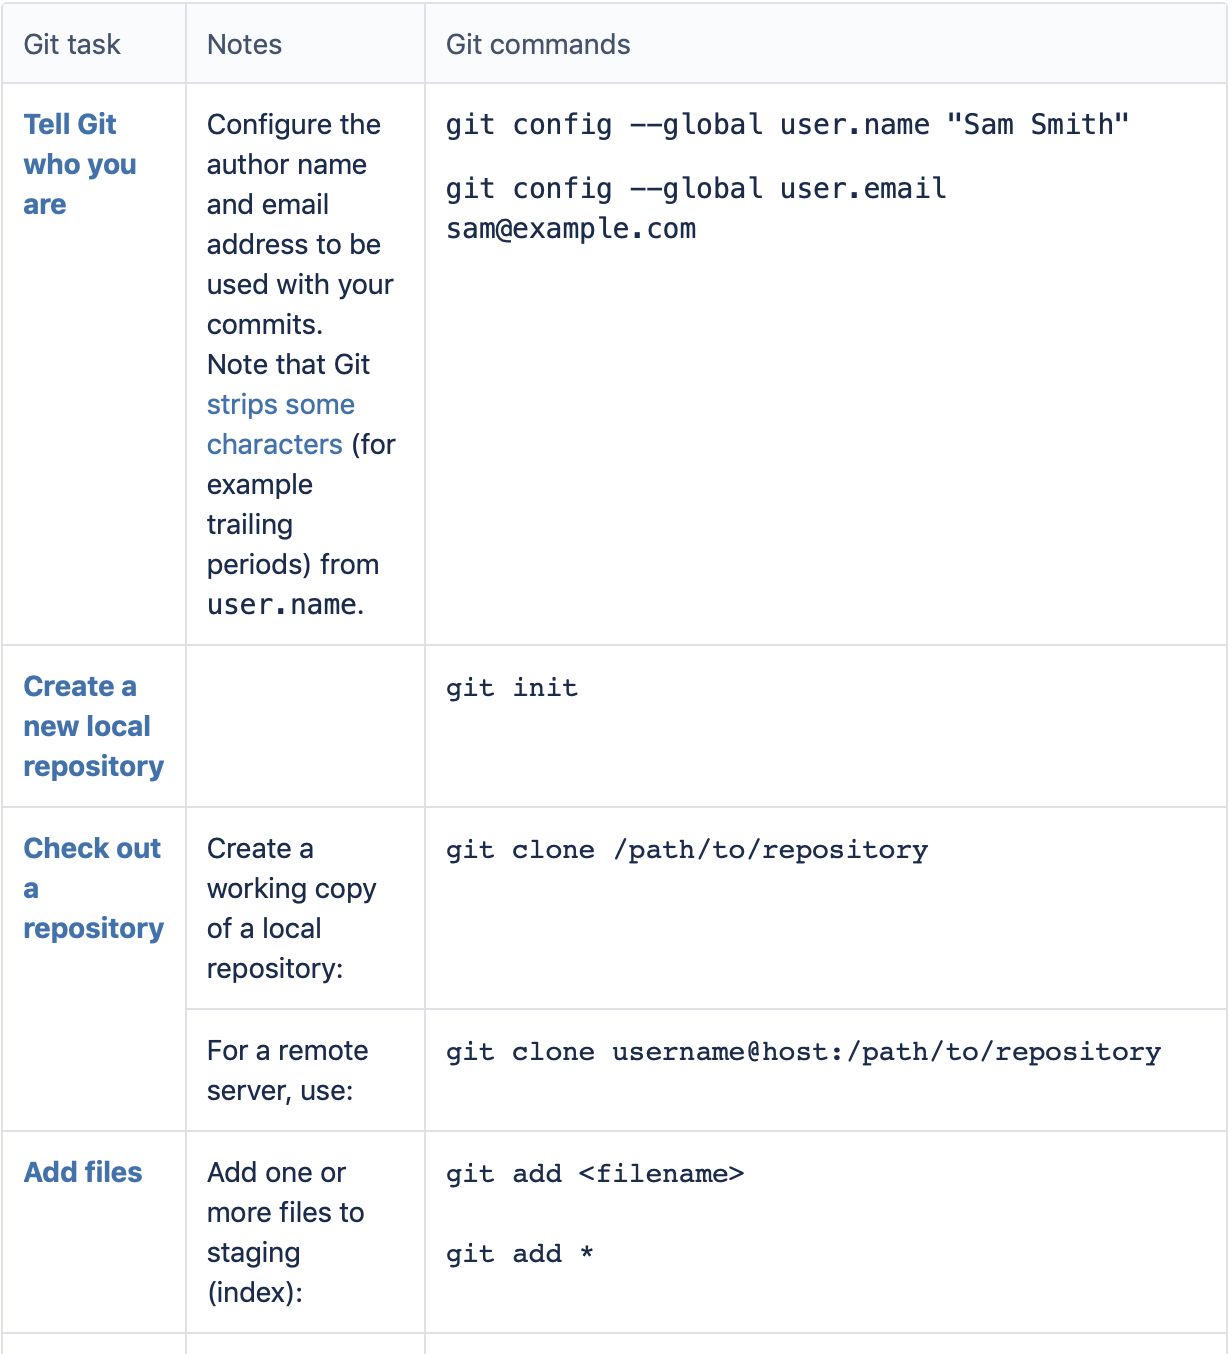 Git task
Notes
Git commands
Tell Git
who you
are
Configure the
author name
and email
address to be
used with your
commits.
Note that Git
strips some
characters (for
example
trailing
periods) from
user.name.
git config --global user.name "Sam Smith"
git config --global user.email
sam@example.com
Create a
new local
repository
git init
Check out
a
repository
Create a
working copy
of a local
repository:
git clone /path/to/repository
For a remote
server, use:
git clone username@host:/path/to/repository
Add files
Add one or
more files to
staging
(index):
git add <filename>
git add *